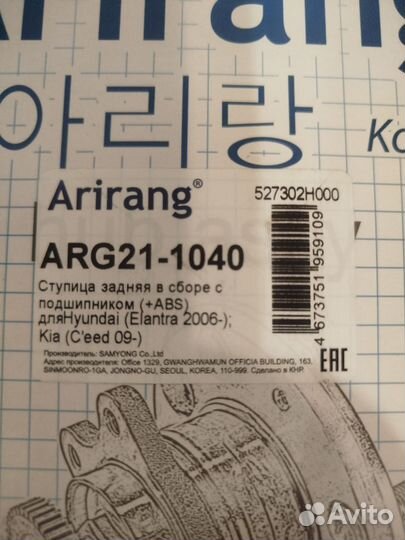 Arirang
아리랑
Ko
Arirang®
527302H000
ARG21-1040
Ступица задняя в сборе с
подшипником (+ABS)
дляHyundai (Elantra 2006-);
Kia (C'eed 09-)
Производитель: SAMYONG Co.,Ltd
Адрес производителя: Office 1329, GWANGHWAMUN OFFICIA BUILDING, 163,
SINMOONRO-1GA, JONGNO-GU, SEOUL, KOREA, 110-999. Сделано в КНР.
4 673751 959109
EAC
Avito